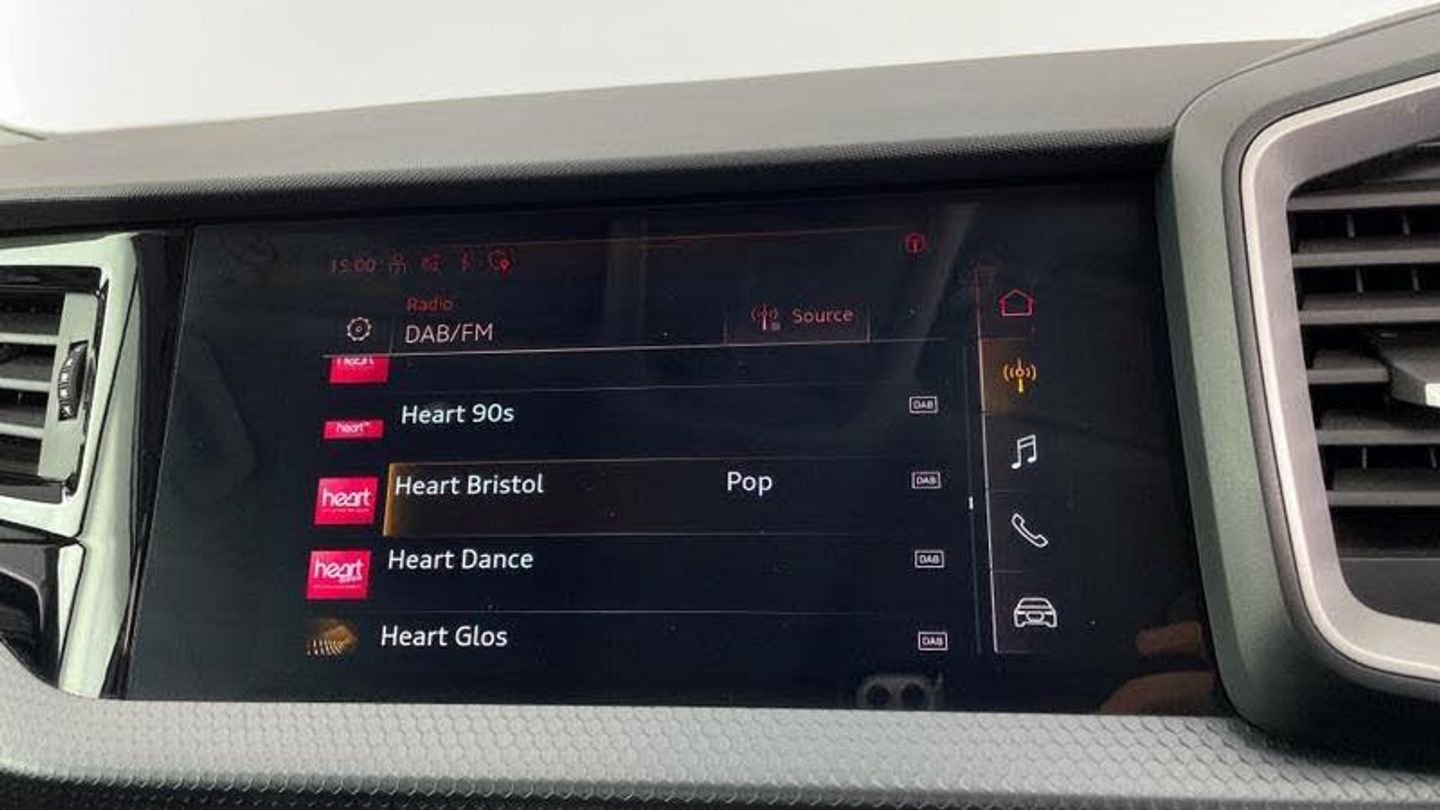 15:00
Radio
DAB/FM
Source
heart
Heart 90s
DAB
heart
Heart Bristol
Pop
DAB
heart
Heart Dance
DAB
heart
Heart Glos
DAB